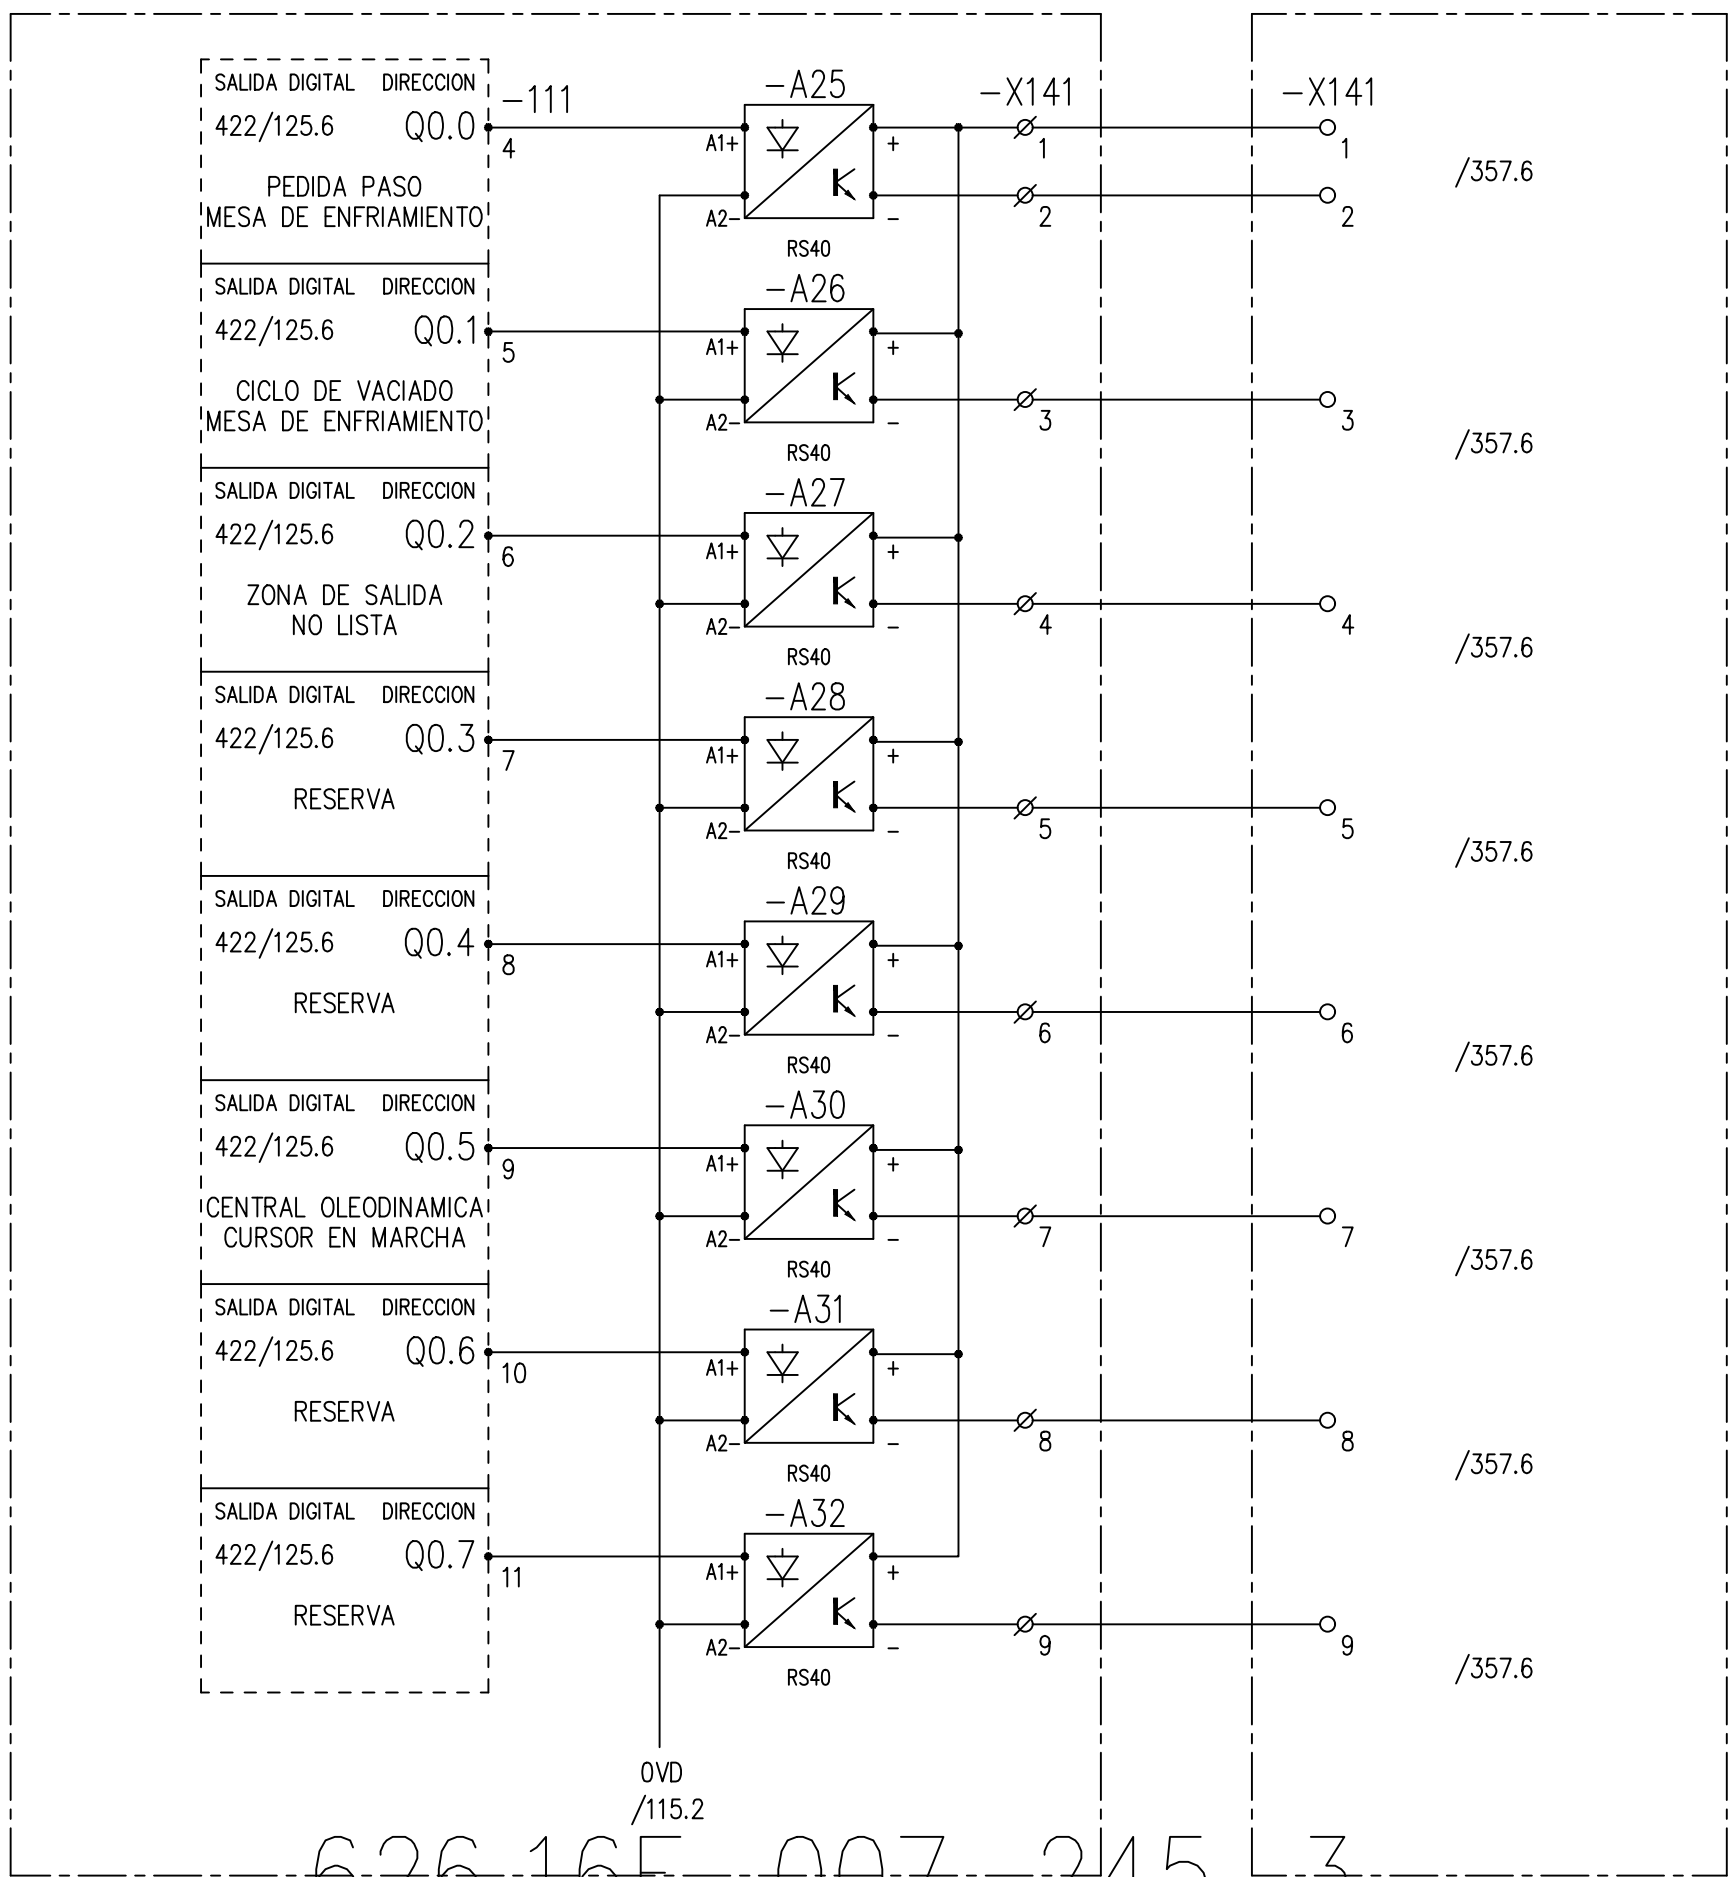 SALIDA DIGITAL DIRECCION
422/125.6 Q0.0
-111
4
PEDIDA PASO
MESA DE ENFRIAMIENTO
-A25
A1+
+
A2-
-
RS40
-X141
1
2
-X141
1
2
/357.6
SALIDA DIGITAL DIRECCION
422/125.6 Q0.1
5
CICLO DE VACIADO
MESA DE ENFRIAMIENTO
-A26
A1+
+
A2-
-
RS40
3
3
/357.6
SALIDA DIGITAL DIRECCION
422/125.6 Q0.2
6
ZONA DE SALIDA
NO LISTA
-A27
A1+
+
A2-
-
RS40
4
4
/357.6
SALIDA DIGITAL DIRECCION
422/125.6 Q0.3
7
RESERVA
-A28
A1+
+
A2-
-
RS40
5
5
/357.6
SALIDA DIGITAL DIRECCION
422/125.6 Q0.4
8
RESERVA
-A29
A1+
+
A2-
-
RS40
6
6
/357.6
SALIDA DIGITAL DIRECCION
422/125.6 Q0.5
9
CENTRAL OLEODINAMICA
CURSOR EN MARCHA
-A30
A1+
+
A2-
-
RS40
7
7
/357.6
SALIDA DIGITAL DIRECCION
422/125.6 Q0.6
10
RESERVA
-A31
A1+
+
A2-
-
RS40
8
8
/357.6
SALIDA DIGITAL DIRECCION
422/125.6 Q0.7
11
RESERVA
-A32
A1+
+
A2-
-
RS40
9
9
/357.6
0VD
/115.2